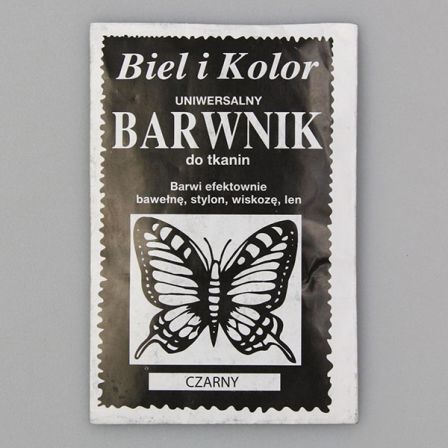 Biel i Kolor
UNIWERSALNY
BARWNIK
do tkanin
Barwi efektownie
bawełnę, stylon, wiskozę, len
CZARNY